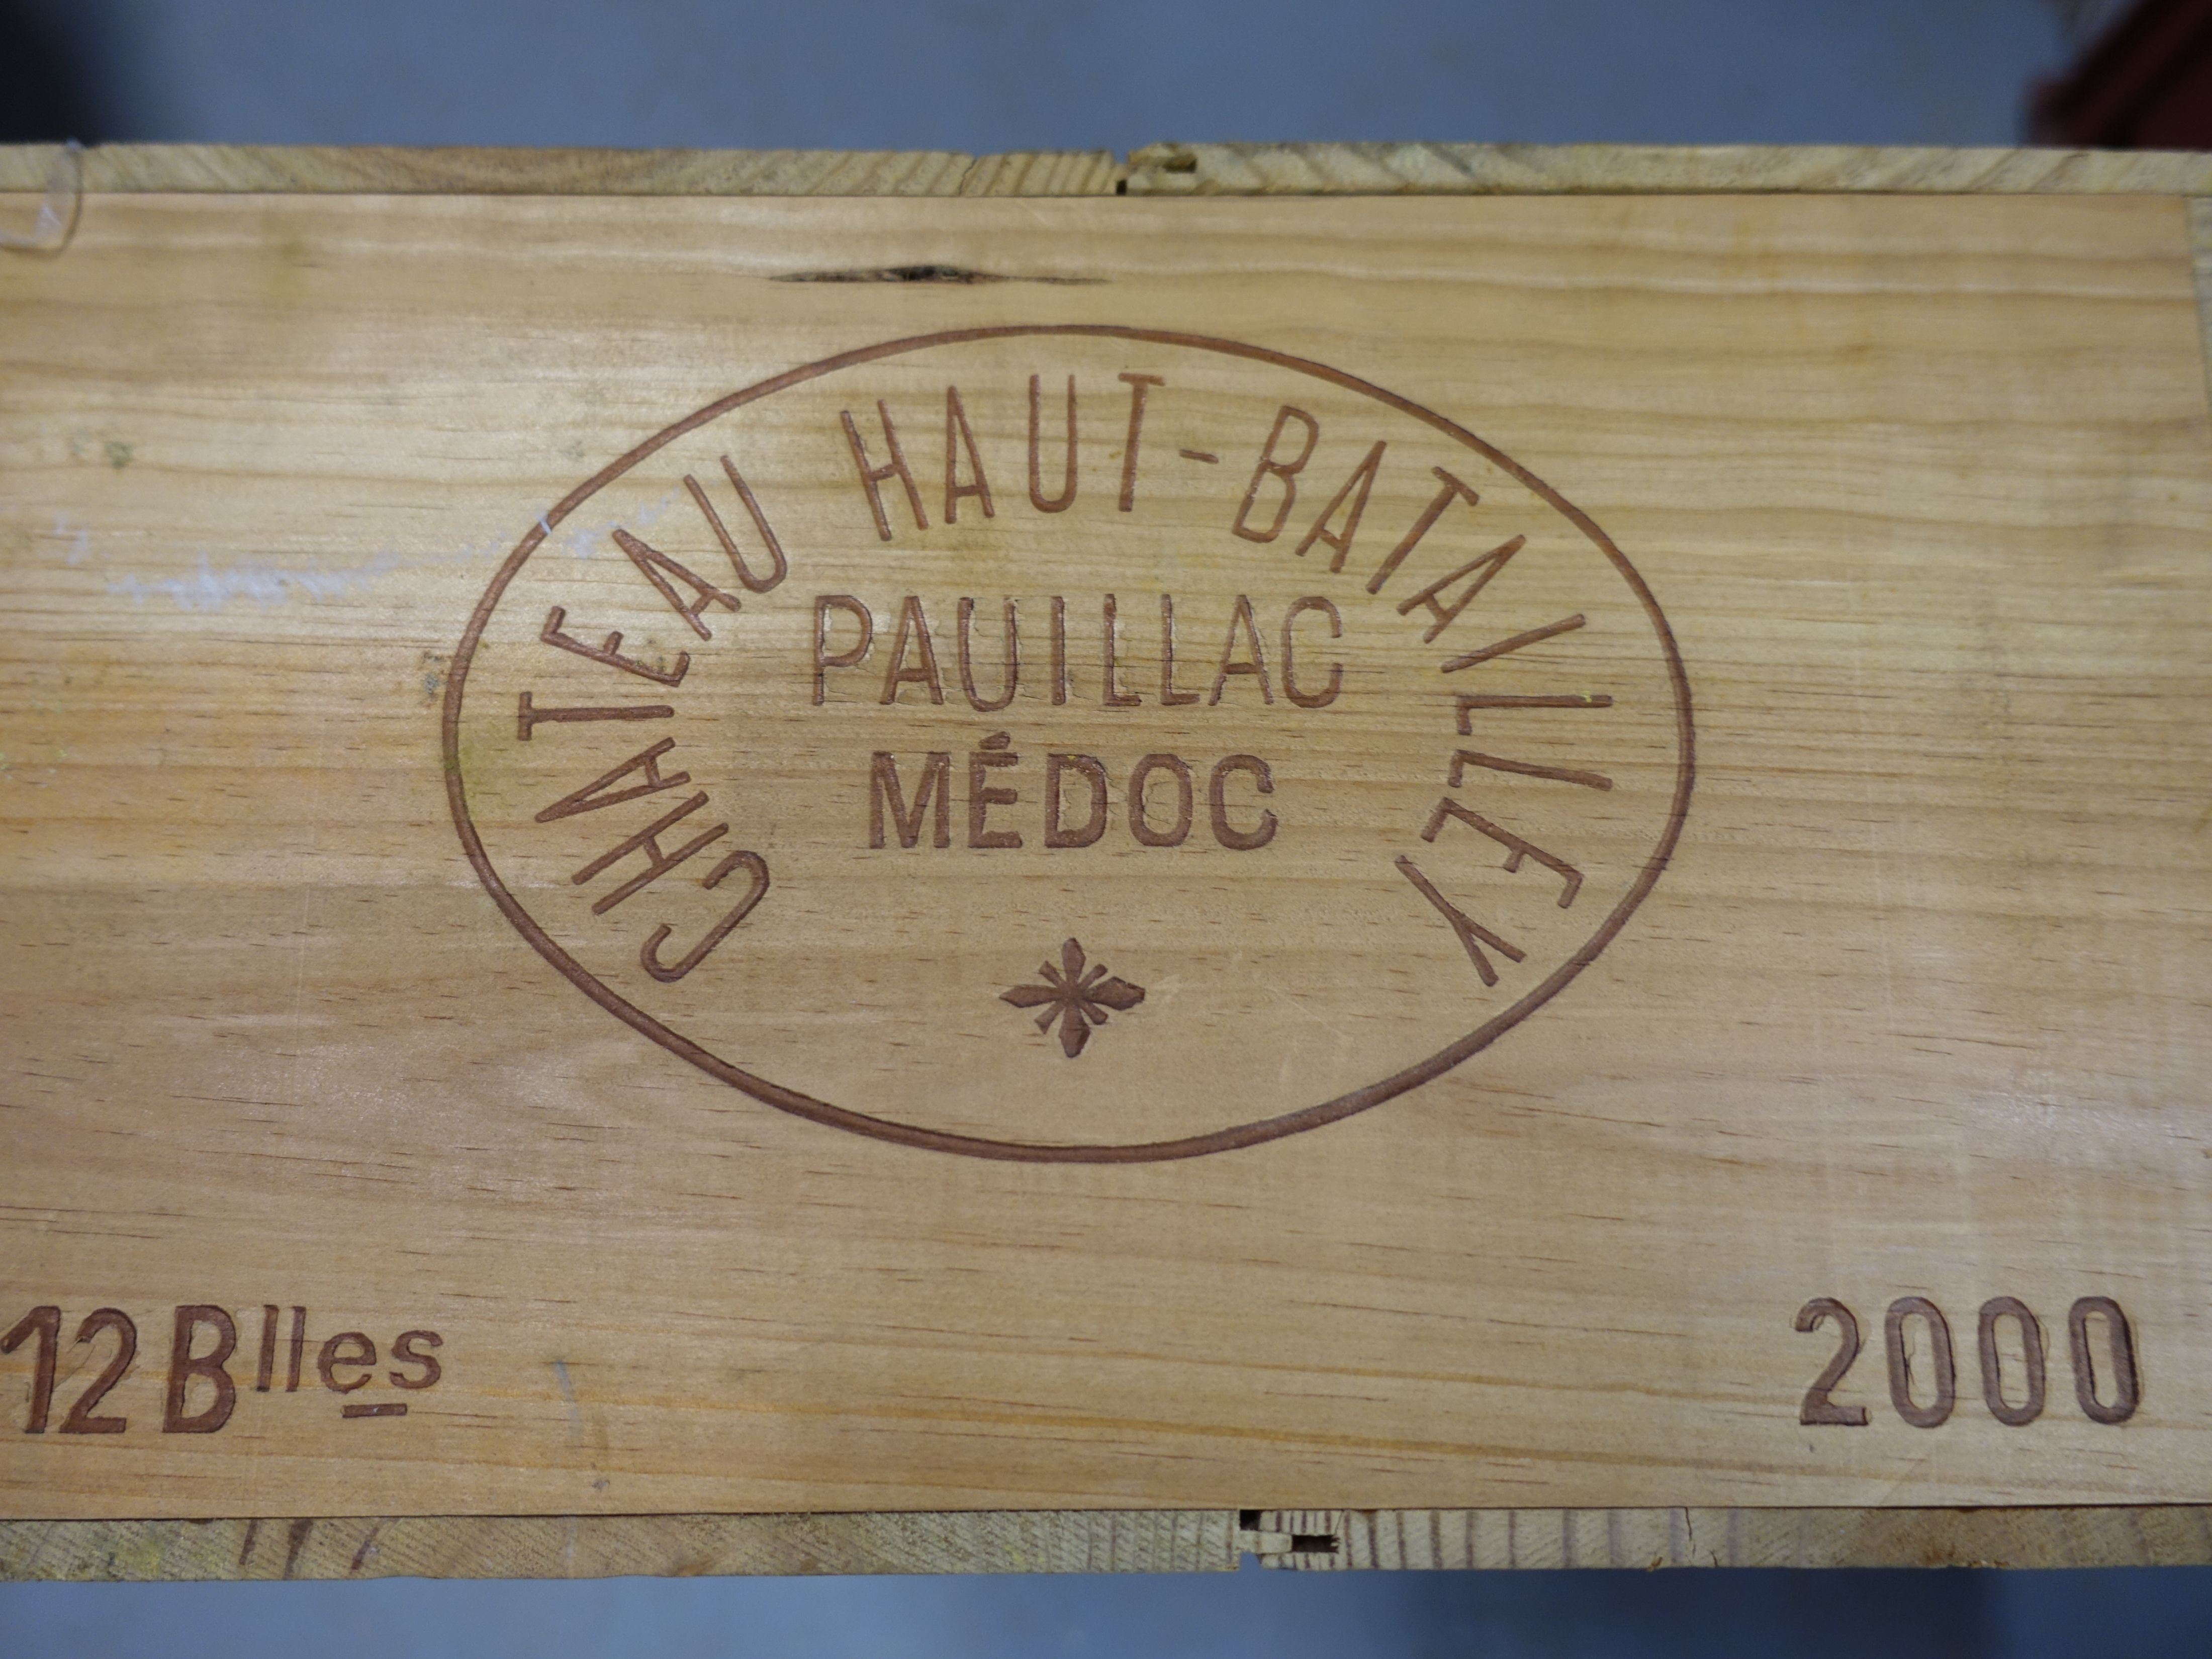 CHATEAU HAUT-BATAILLEY
PAUILLAC
MÉDOC
12 Blles
2000